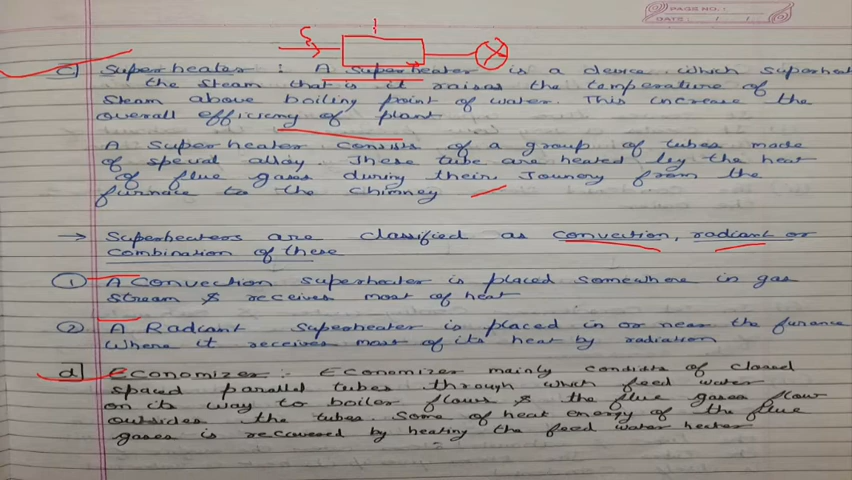 PAGE NO.:
DATE: / /
c] Superheater : A superheater is a device which superheat
the steam that is it raises the temperature of
steam above boiling point of water. This increase the
overall efficiency of plant
A superheater consists of a group of tubes made
of special alloy. These tube are heated by the heat
of flue gases during their Jounery from the
furnace to the chimney
→ Superheaters are classified as convection, radiant or
combination of these
① A Convection superheater is placed somewhere in gas
stream & receives most of heat
② A Radiant superheater is placed in or near the furance
where it receives most of its heat by radiation
d] Economizer : Economizer mainly consists of closed
spaced parallel tubes through which feed water
on its way to boiler flows & the flue gases flow
outsides the tubes. Some of heat energy of the flue
gases is recovered by heating the feed water heater